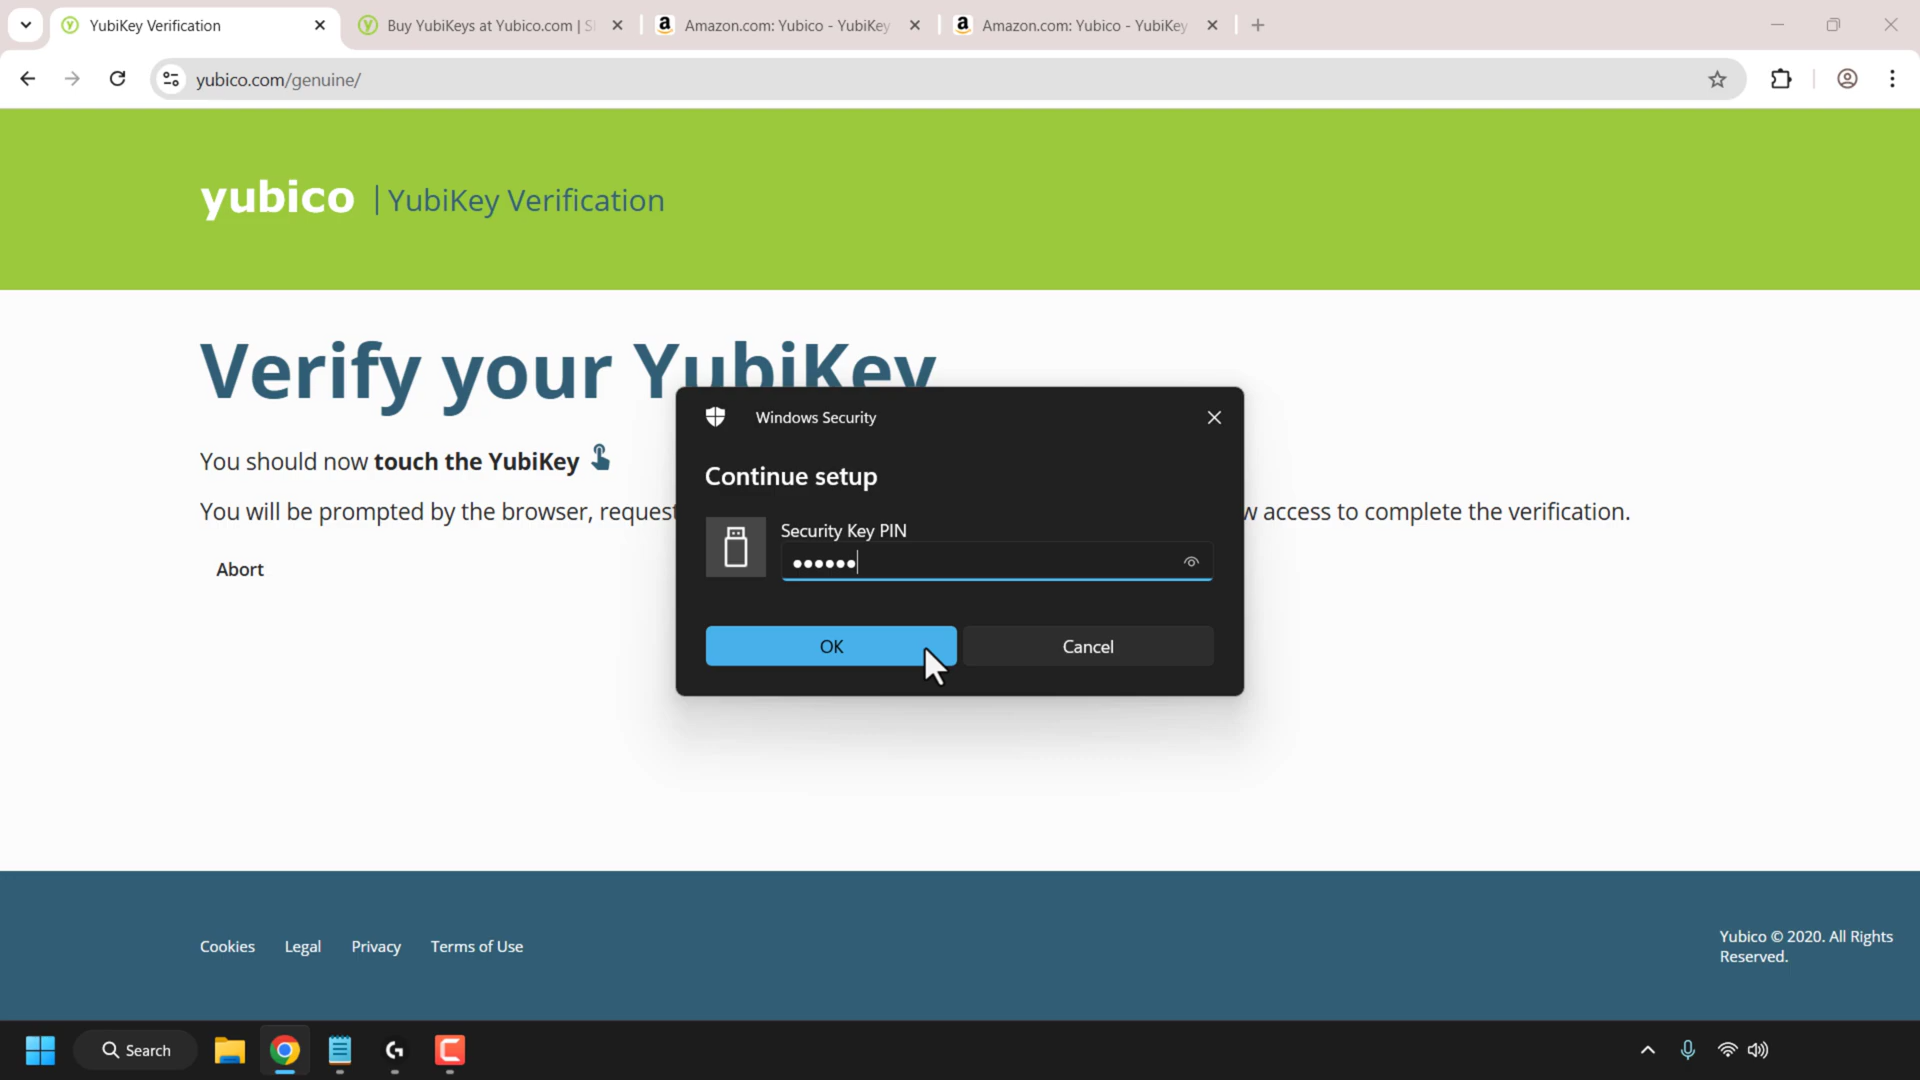 YubiKey Verification
Buy YubiKeys at Yubico.com | S
Amazon.com: Yubico - YubiKey
Amazon.com: Yubico - YubiKey
yubico.com/genuine/
yubico | YubiKey Verification
Verify your YubiKey
You should now touch the YubiKey
You will be prompted by the browser, request
w access to complete the verification.
Abort
Windows Security
Continue setup
Security Key PIN
OK
Cancel
Cookies
Legal
Privacy
Terms of Use
Yubico © 2020. All Rights
Reserved.
Search